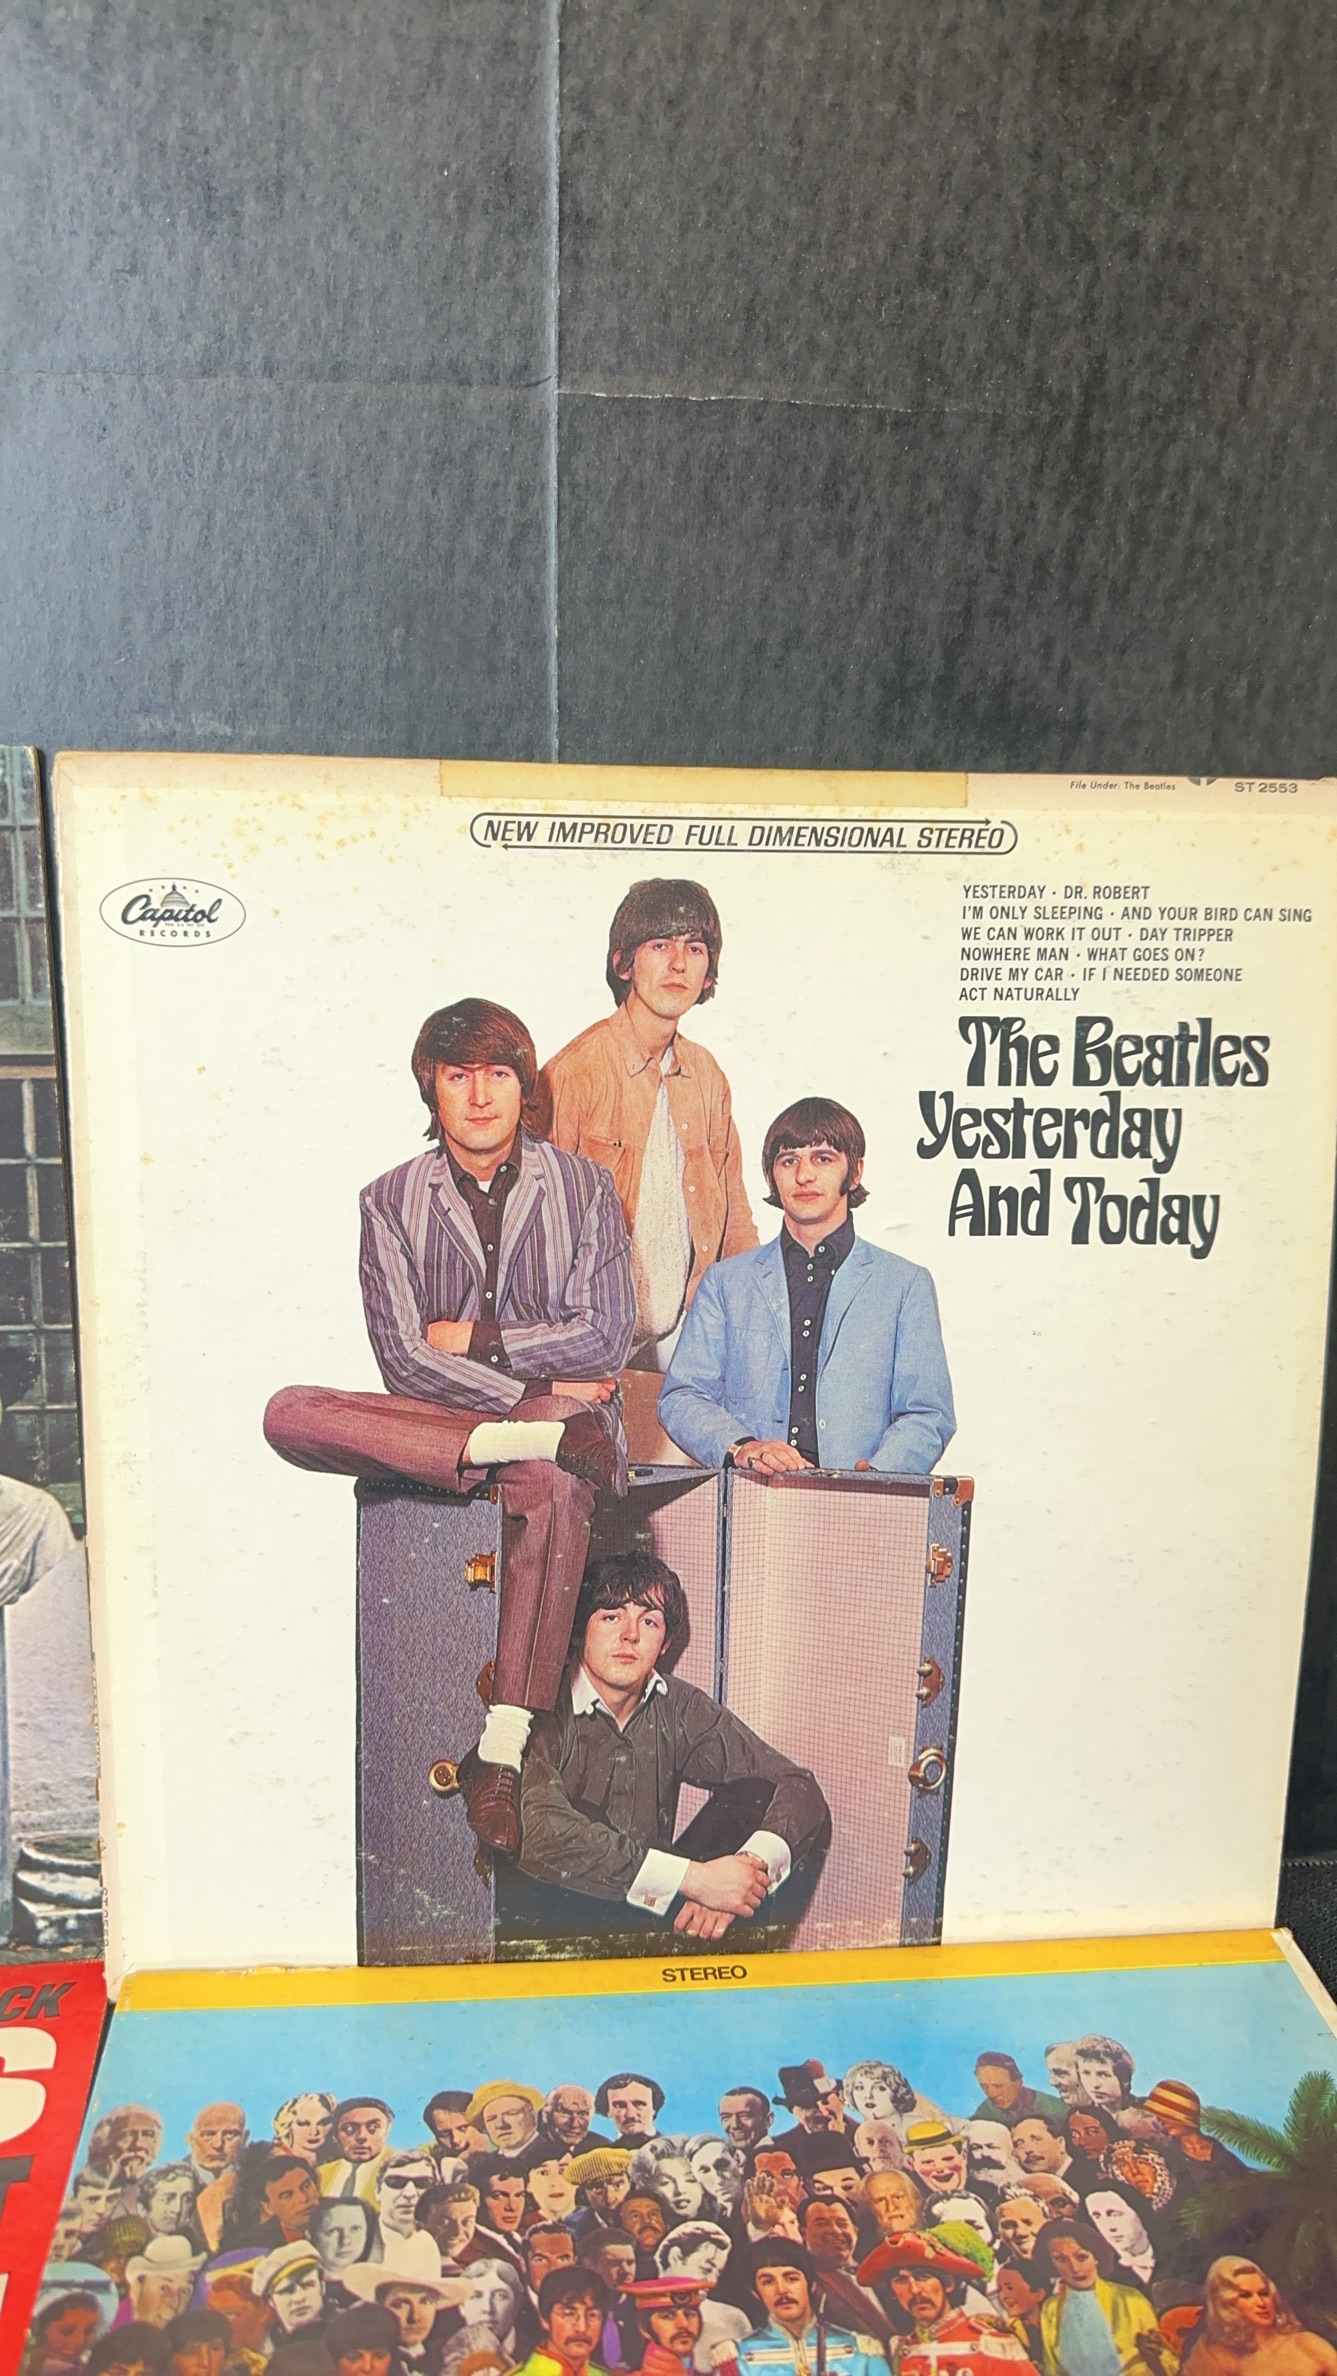 File Under: The Beatles
ST 2553
NEW IMPROVED FULL DIMENSIONAL STEREO
Capitol
RECORDS
YESTERDAY · DR. ROBERT
I'M ONLY SLEEPING · AND YOUR BIRD CAN SING
WE CAN WORK IT OUT · DAY TRIPPER
NOWHERE MAN · WHAT GOES ON?
DRIVE MY CAR · IF I NEEDED SOMEONE
ACT NATURALLY
The Beatles
Yesterday
And Today
STEREO
CK
S